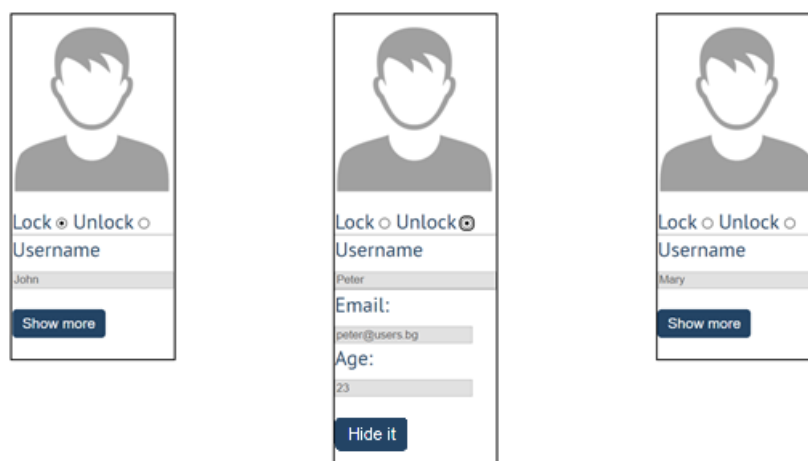 Lock Unlock
Username
John
Show more
Lock Unlock
Username
Peter
Email:
peter@users.bg
Age:
23
Hide it
Lock Unlock
Username
Mary
Show more